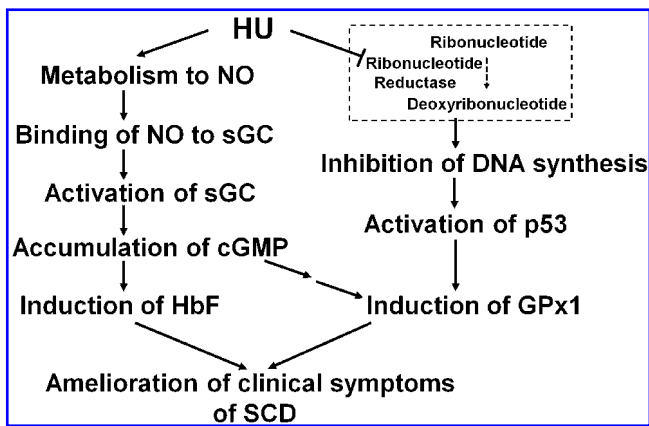 HU
Metabolism to NO
Binding of NO to sGC
Activation of sGC
Accumulation of cGMP
Induction of HbF
Ribonucleotide
Ribonucleotide
Reductase
Deoxyribonucleotide
Inhibition of DNA synthesis
Activation of p53
Induction of GPx1
Amelioration of clinical symptoms
of SCD